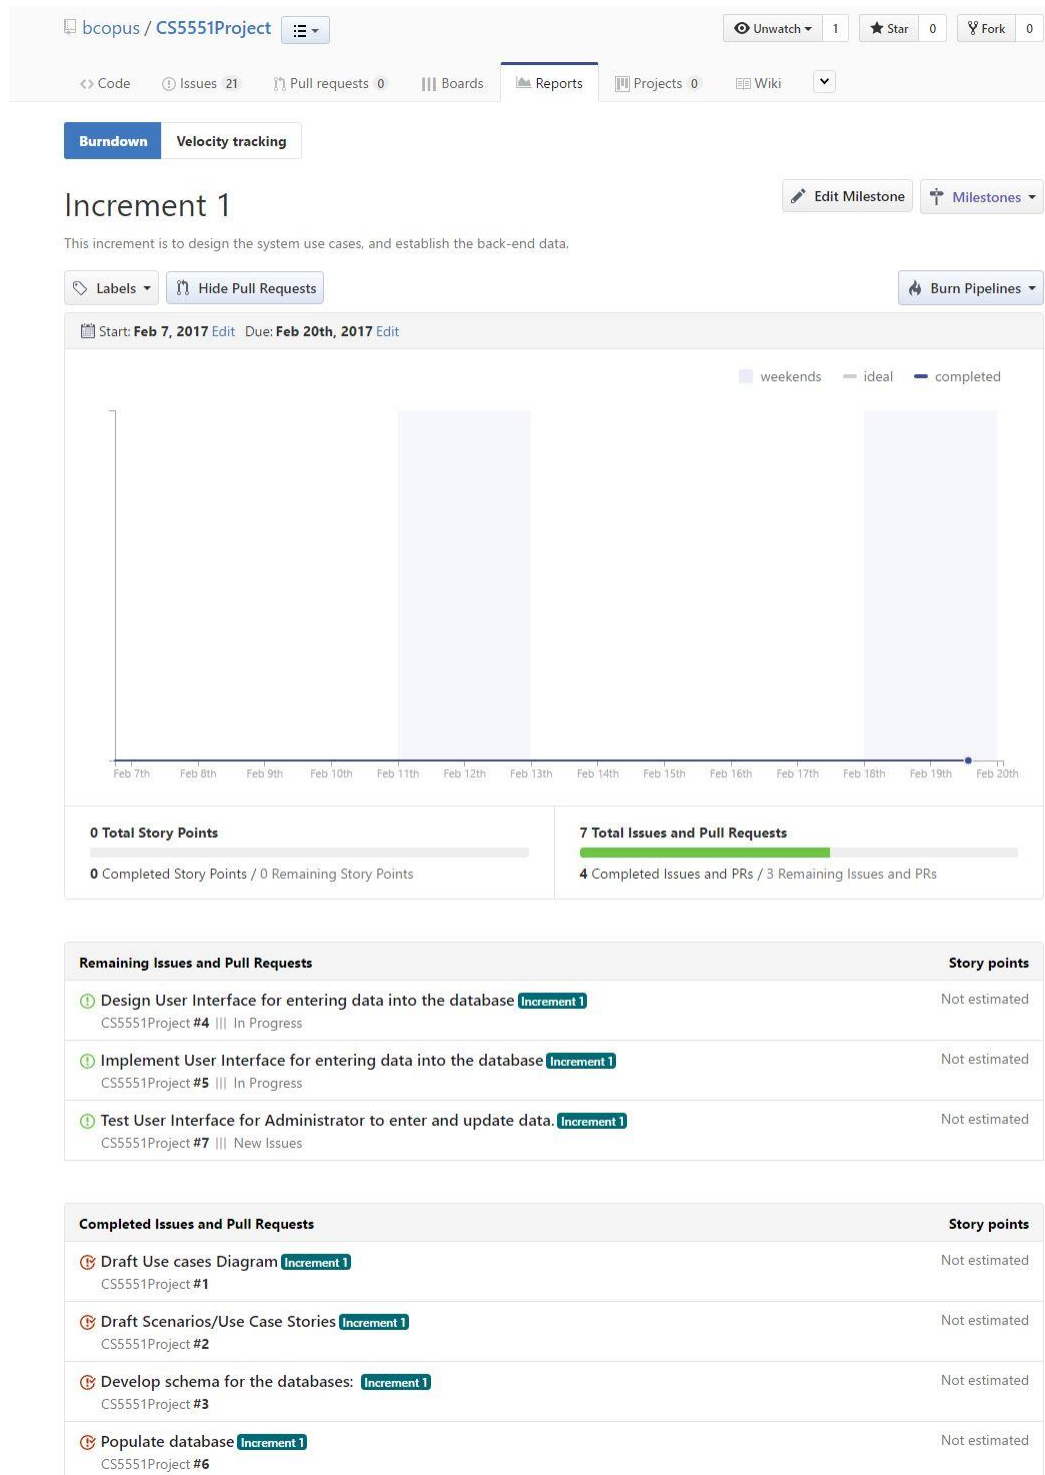 bcopus / CS5551Project
Unwatch 1 Star 0 Fork 0
Code Issues 21 Pull requests 0 Boards Reports Projects 0 Wiki
Burndown Velocity tracking
Increment 1
Edit Milestone Milestones
This increment is to design the system use cases, and establish the back-end data.
Labels Hide Pull Requests Burn Pipelines
Start: Feb 7, 2017 Edit Due: Feb 20th, 2017 Edit
weekends ideal completed
Feb 7th Feb 8th Feb 9th Feb 10th Feb 11th Feb 12th Feb 13th Feb 14th Feb 15th Feb 16th Feb 17th Feb 18th Feb 19th Feb 20th
0 Total Story Points
0 Completed Story Points / 0 Remaining Story Points
7 Total Issues and Pull Requests
4 Completed Issues and PRs / 3 Remaining Issues and PRs
Remaining Issues and Pull Requests Story points
Design User Interface for entering data into the database Increment 1 Not estimated
CS5551Project #4 In Progress
Implement User Interface for entering data into the database Increment 1 Not estimated
CS5551Project #5 In Progress
Test User Interface for Administrator to enter and update data. Increment 1 Not estimated
CS5551Project #7 New Issues
Completed Issues and Pull Requests Story points
Draft Use cases Diagram Increment 1 Not estimated
CS5551Project #1
Draft Scenarios/Use Case Stories Increment 1 Not estimated
CS5551Project #2
Develop schema for the databases: Increment 1 Not estimated
CS5551Project #3
Populate database Increment 1 Not estimated
CS5551Project #6